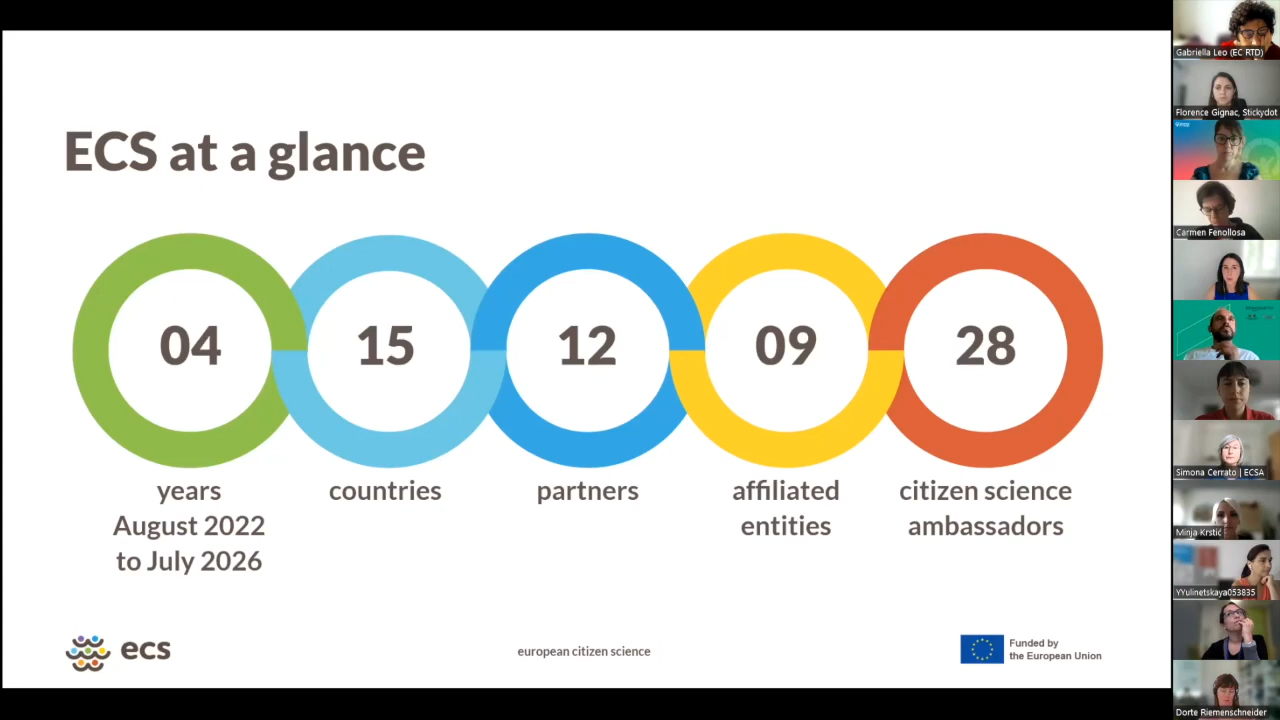 ECS at a glance
04
15
12
09
28
years
August 2022
to July 2026
countries
partners
affiliated
entities
citizen science
ambassadors
ecs
european citizen science
Funded by
the European Union
Gabriella Leo (EC RTD)
Florence Gignac, Stickydot
Carmen Fenollosa
Simona Cerrato | ECSA
Minja Krstić
YYulinetskaya053835
Dorte Riemenschneider